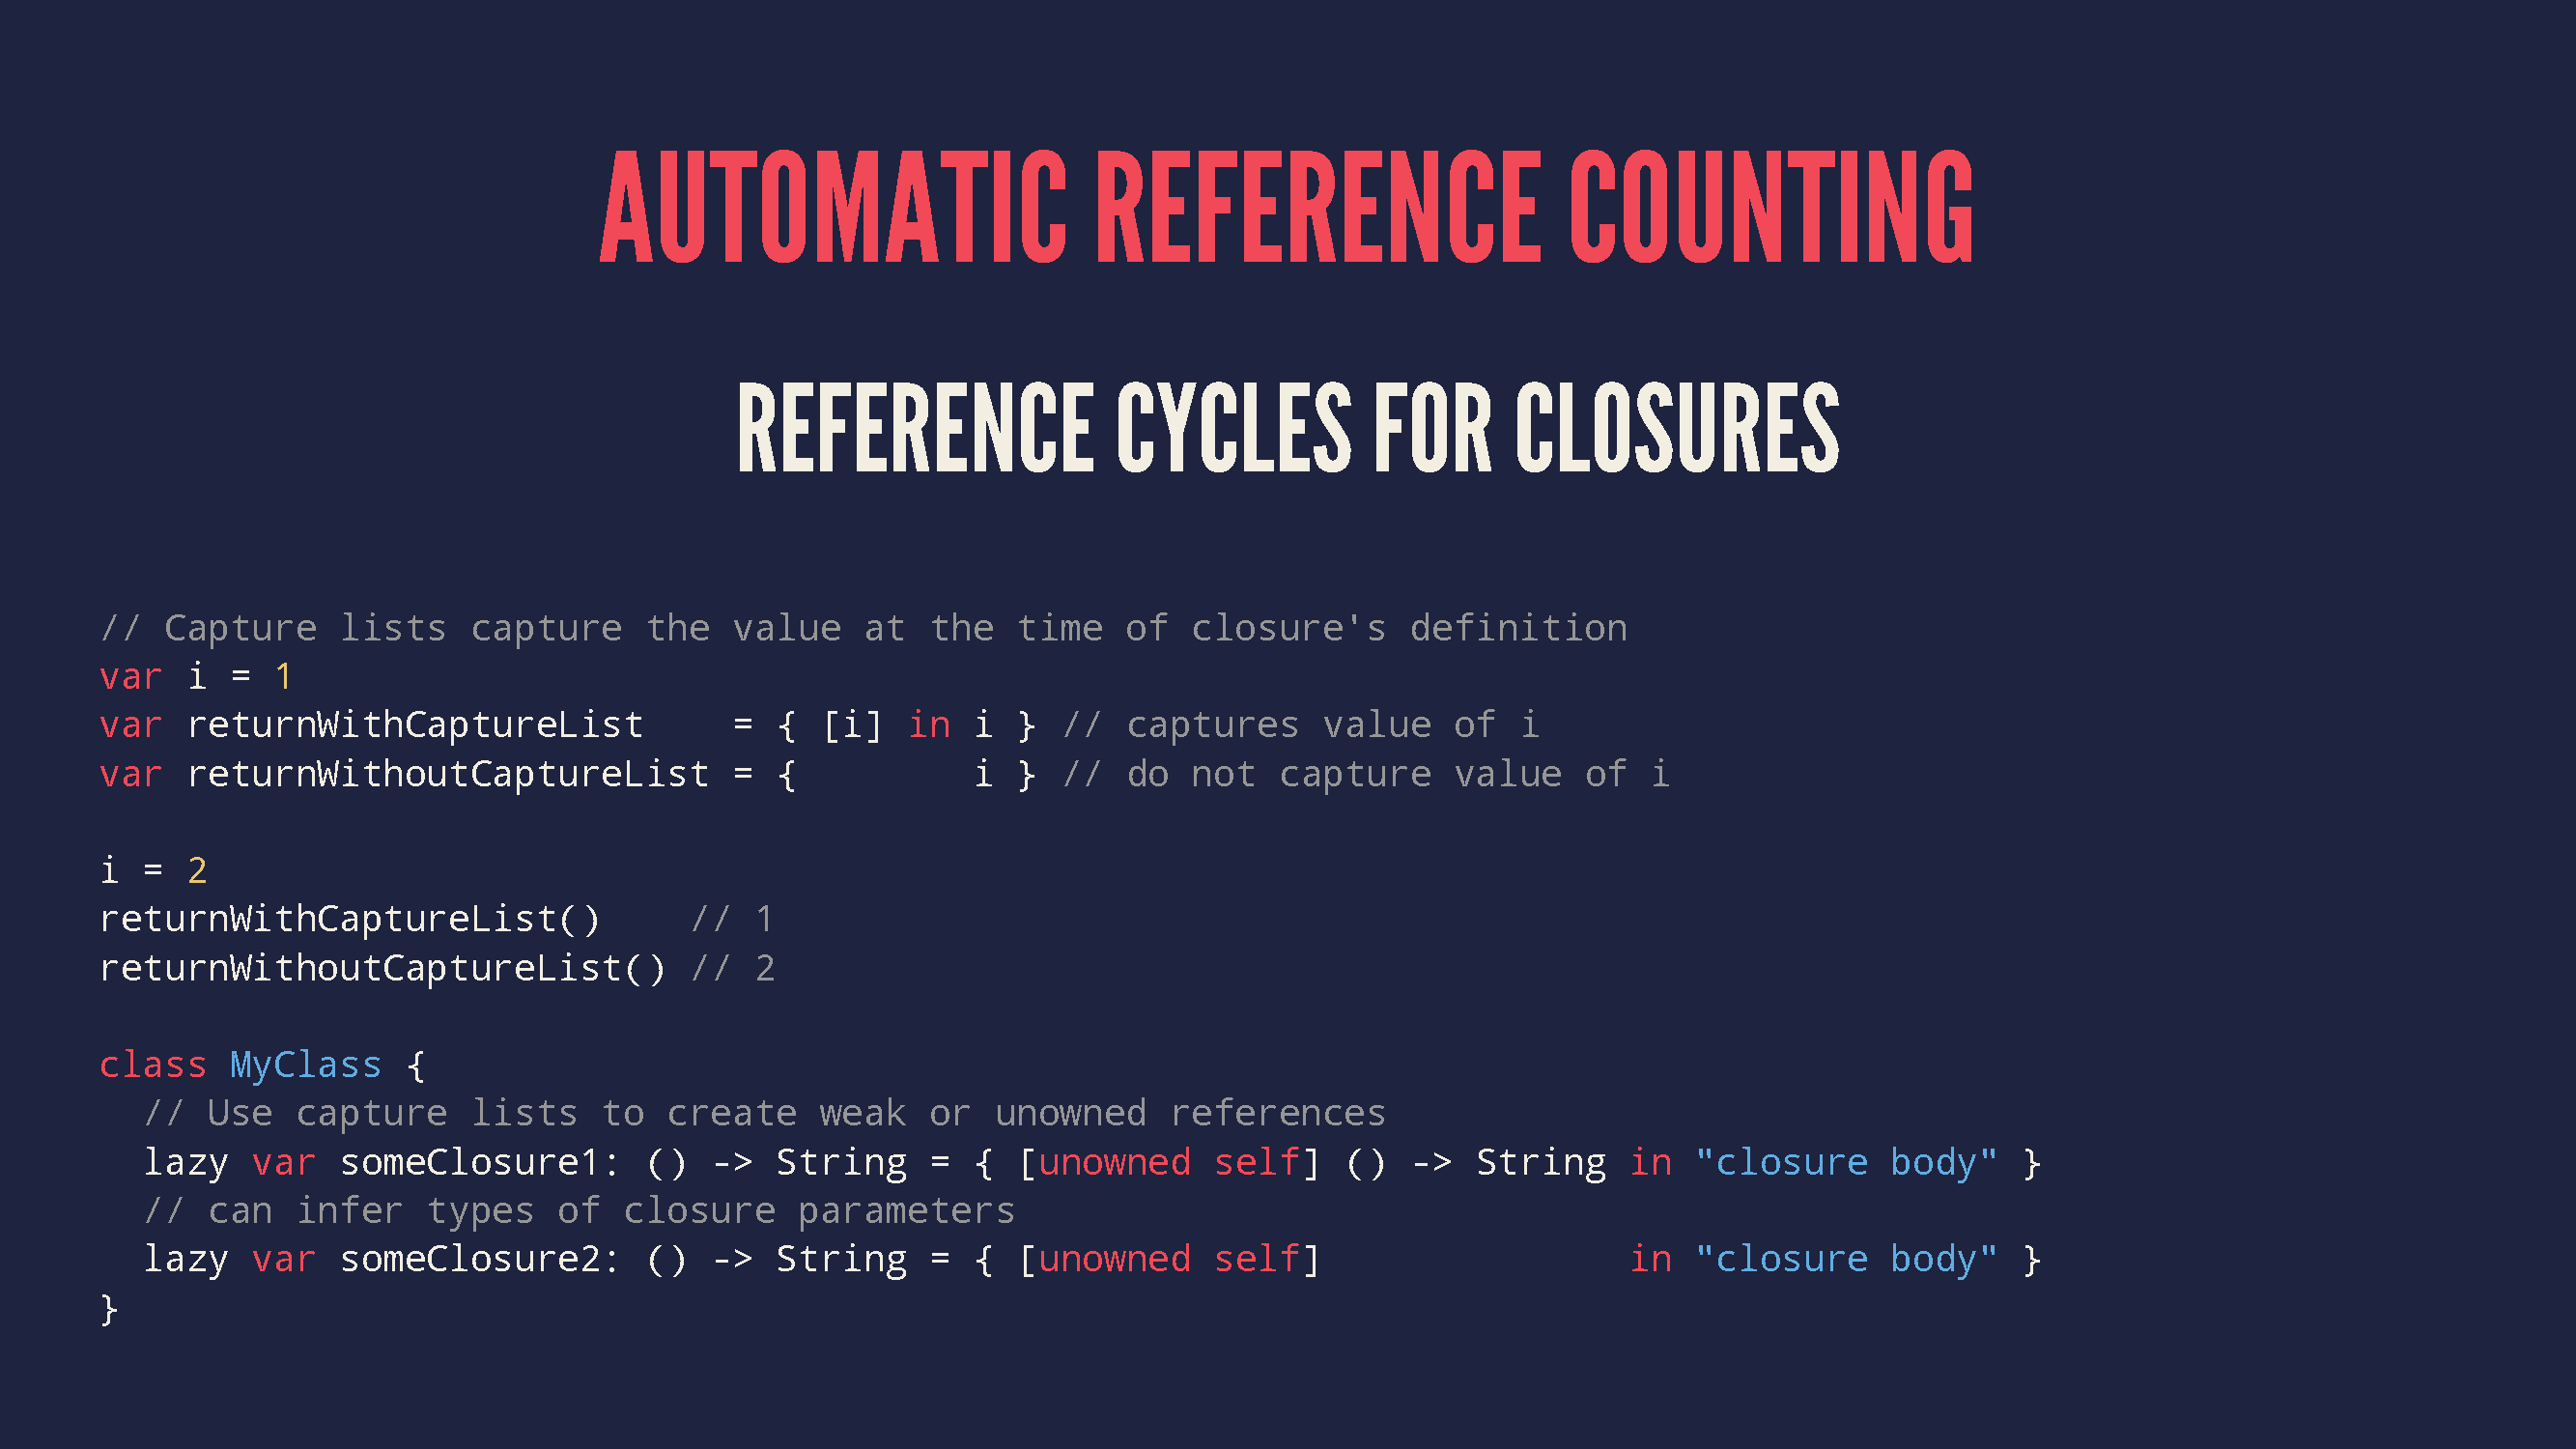 AUTOMATIC REFERENCE COUNTING
REFERENCE CYCLES FOR CLOSURES
// Capture lists capture the value at the time of closure's definition
var i = 1
var returnWithCaptureList    = { [i] in i } // captures value of i
var returnWithoutCaptureList = {        i } // do not capture value of i
i = 2
returnWithCaptureList()    // 1
returnWithoutCaptureList() // 2
class MyClass {
  // Use capture lists to create weak or unowned references
  lazy var someClosure1: () -> String = { [unowned self] () -> String in "closure body" }
  // can infer types of closure parameters
  lazy var someClosure2: () -> String = { [unowned self]              in "closure body" }
}